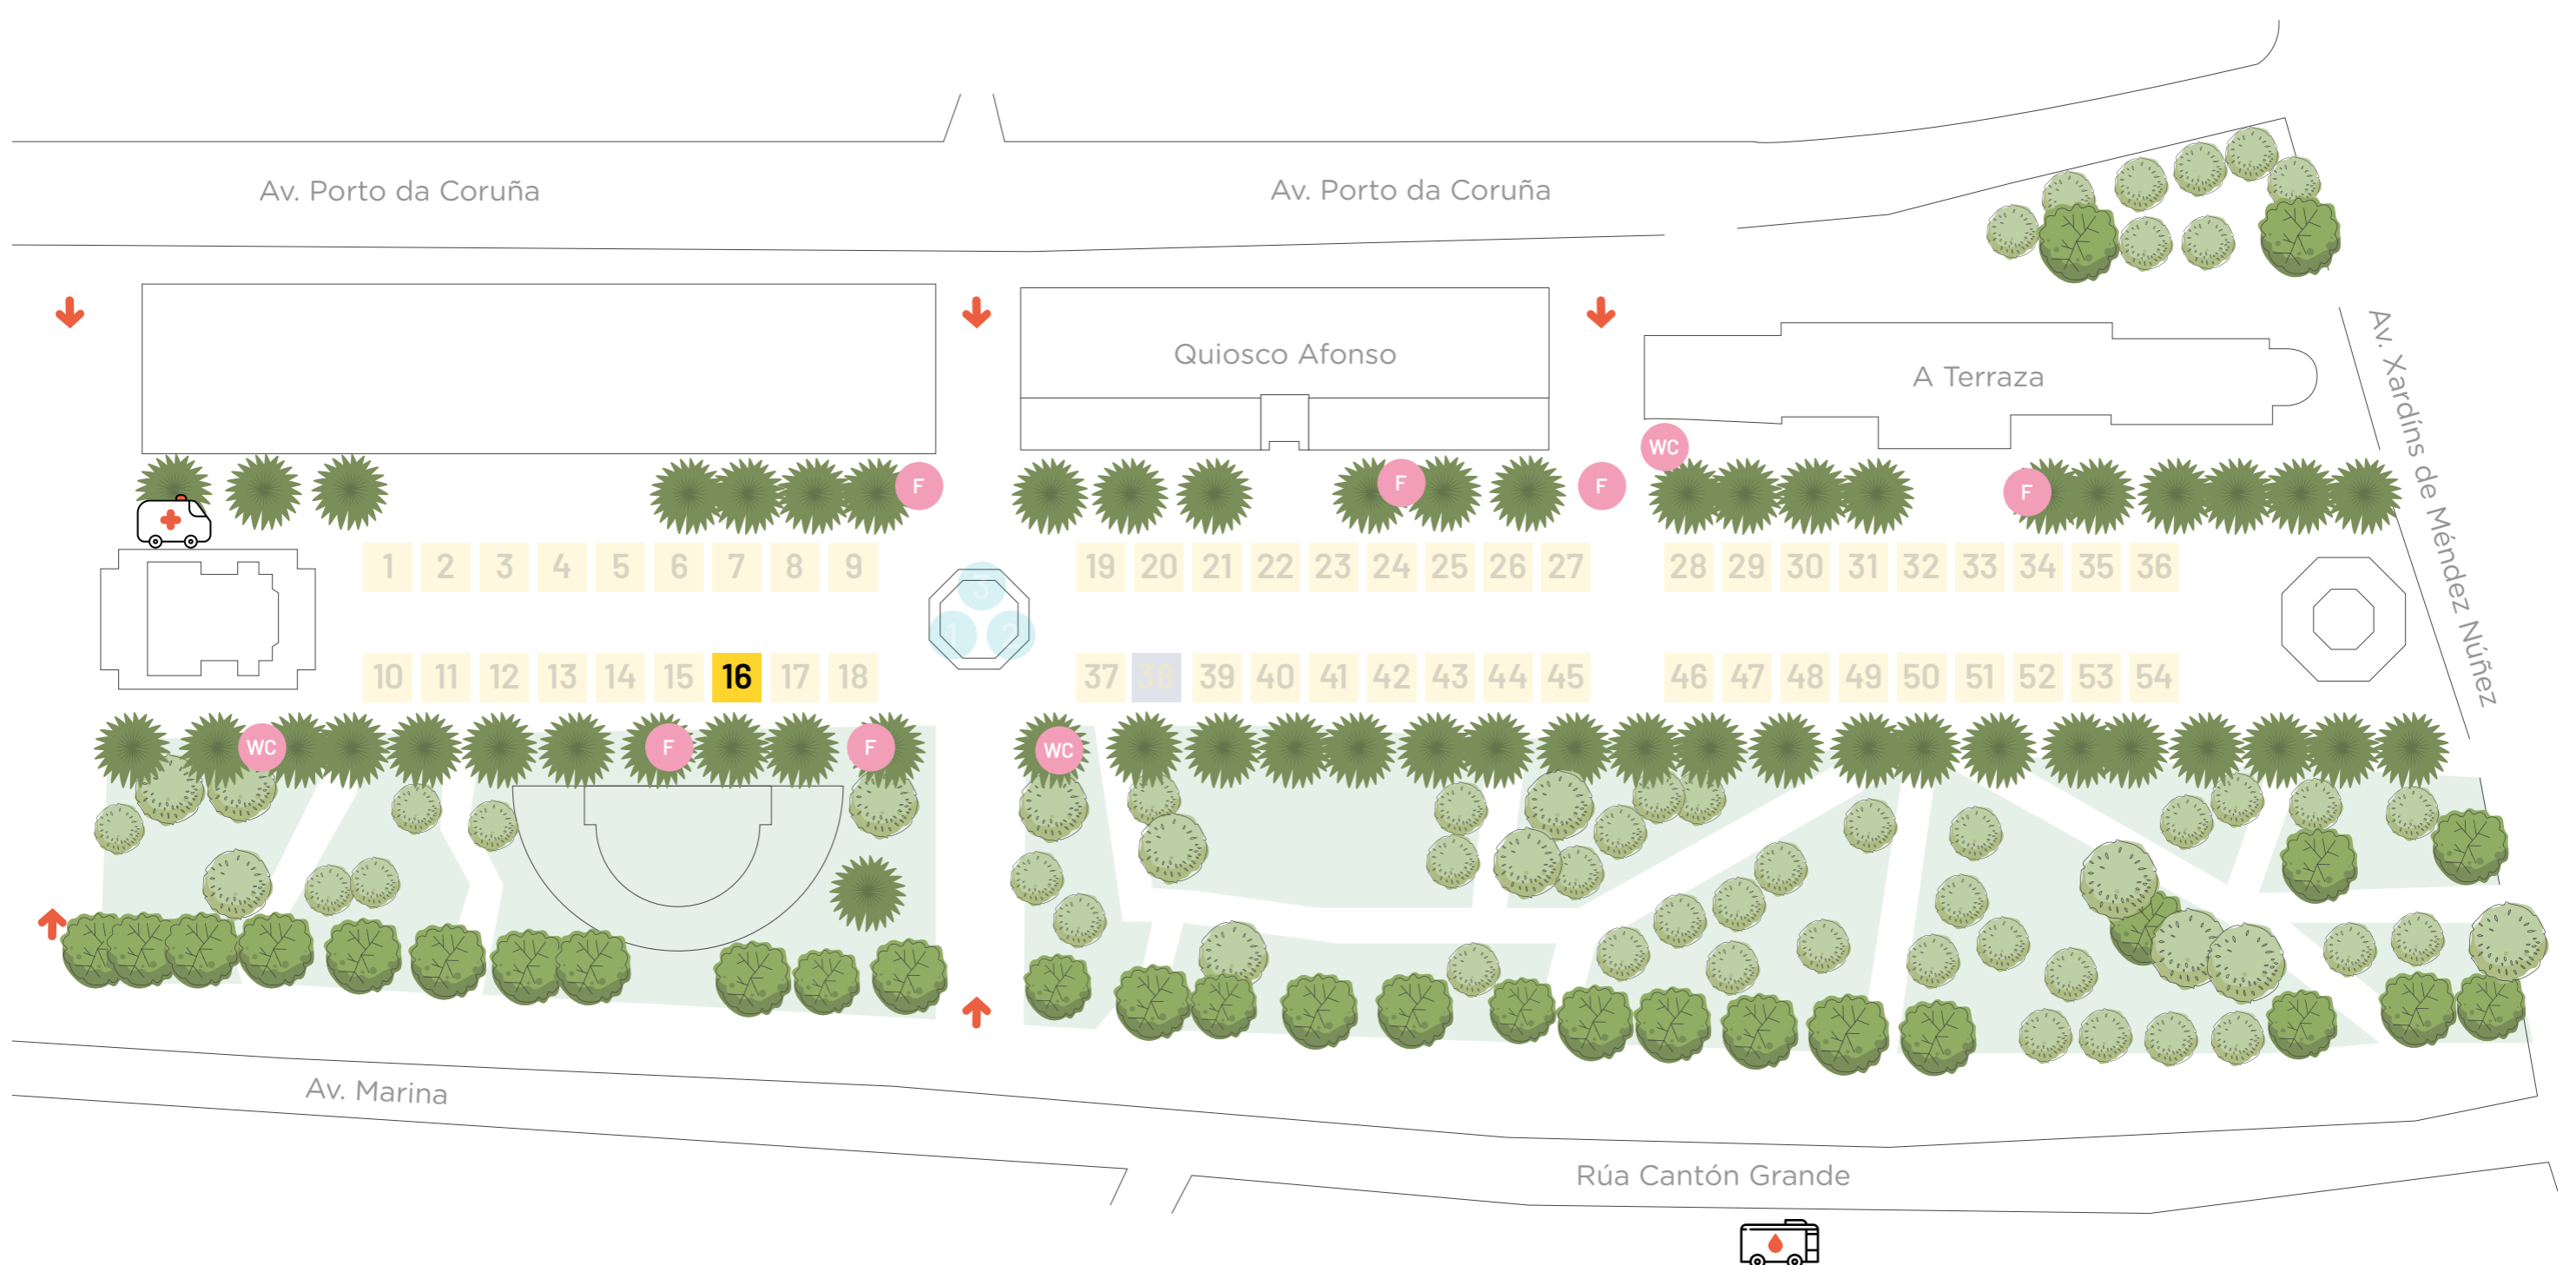 Av. Porto da Coruña
Av. Porto da Coruña
Quiosco Afonso
A Terraza
Av. Xardíns de Méndez Núñez
WC
F
F
F
F
1 2 3 4 5 6 7 8 9
19 20 21 22 23 24 25 26 27
28 29 30 31 32 33 34 35 36
3
1 2
10 11 12 13 14 15 16 17 18
37 38 39 40 41 42 43 44 45
46 47 48 49 50 51 52 53 54
WC
F
F
WC
Av. Marina
Rúa Cantón Grande